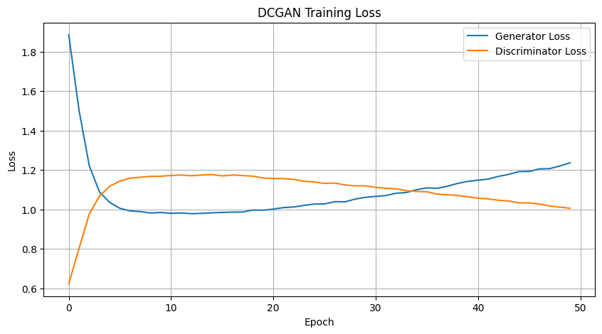 DCGAN Training Loss
Generator Loss
Discriminator Loss
Loss
1.8
1.6
1.4
1.2
1.0
0.8
0.6
0
10
20
30
40
50
Epoch